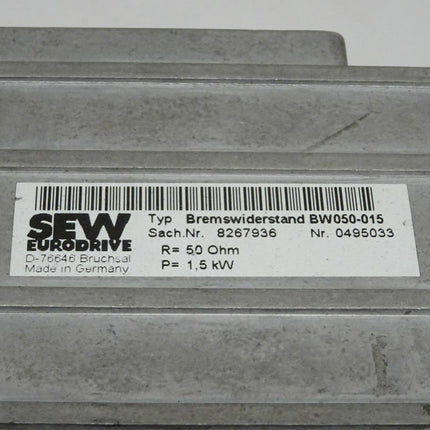 SEW
EURODRIVE
D-76646 Bruchsal
Made in Germany
Typ Bremswiderstand BW050-015
Sach.Nr. 8267936 Nr. 0495033
R= 50 Ohm
P= 1,5 kW